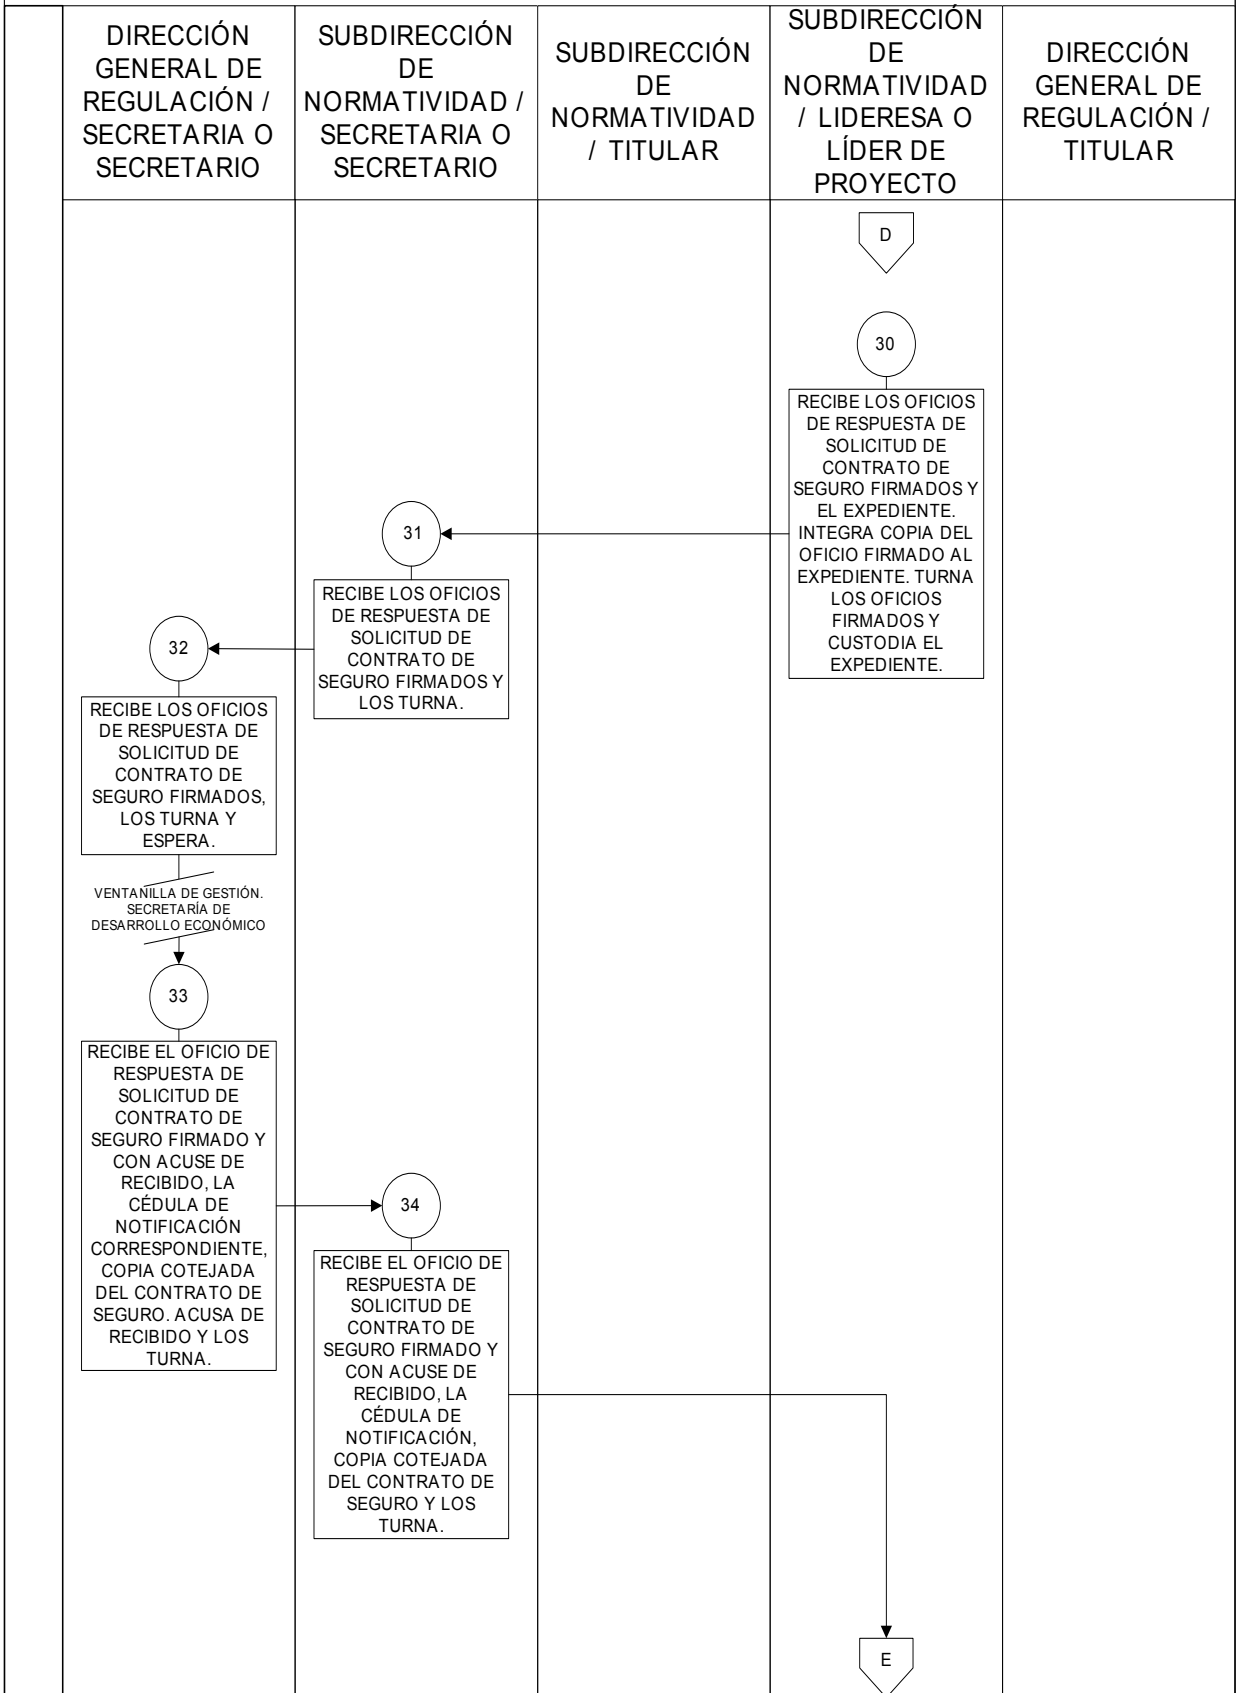 DIRECCIÓN
GENERAL DE
REGULACIÓN /
SECRETARIA O
SECRETARIO
SUBDIRECCIÓN
DE
NORMATIVIDAD /
SECRETARIA O
SECRETARIO
SUBDIRECCIÓN
DE
NORMATIVIDAD
/ TITULAR
SUBDIRECCIÓN
DE
NORMATIVIDAD
/ LIDERESA O
LÍDER DE
PROYECTO
DIRECCIÓN
GENERAL DE
REGULACIÓN /
TITULAR
D
30
RECIBE LOS OFICIOS
DE RESPUESTA DE
SOLICITUD DE
CONTRATO DE
SEGURO FIRMADOS Y
EL EXPEDIENTE.
INTEGRA COPIA DEL
OFICIO FIRMADO AL
EXPEDIENTE. TURNA
LOS OFICIOS
FIRMADOS Y
CUSTODIA EL
EXPEDIENTE.
31
RECIBE LOS OFICIOS
DE RESPUESTA DE
SOLICITUD DE
CONTRATO DE
SEGURO FIRMADOS Y
LOS TURNA.
32
RECIBE LOS OFICIOS
DE RESPUESTA DE
SOLICITUD DE
CONTRATO DE
SEGURO FIRMADOS,
LOS TURNA Y
ESPERA.
VENTANILLA DE GESTIÓN.
SECRETARÍA DE
DESARROLLO ECONÓMICO
33
RECIBE EL OFICIO DE
RESPUESTA DE
SOLICITUD DE
CONTRATO DE
SEGURO FIRMADO Y
CON ACUSE DE
RECIBIDO, LA
CÉDULA DE
NOTIFICACIÓN
CORRESPONDIENTE,
COPIA COTEJADA
DEL CONTRATO DE
SEGURO. ACUSA DE
RECIBIDO Y LOS
TURNA.
34
RECIBE EL OFICIO DE
RESPUESTA DE
SOLICITUD DE
CONTRATO DE
SEGURO FIRMADO Y
CON ACUSE DE
RECIBIDO, LA
CÉDULA DE
NOTIFICACIÓN,
COPIA COTEJADA
DEL CONTRATO DE
SEGURO Y LOS
TURNA.
E